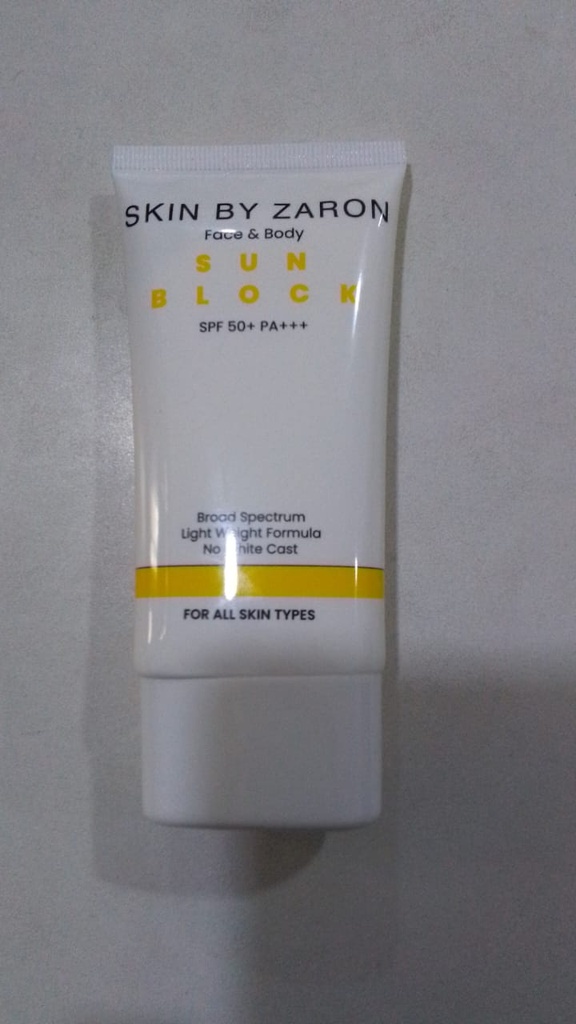 SKIN BY ZARON
Face & Body
SUN
BLOCK
SPF 50+ PA+++
Broad Spectrum
Light Weight Formula
No White Cast
FOR ALL SKIN TYPES